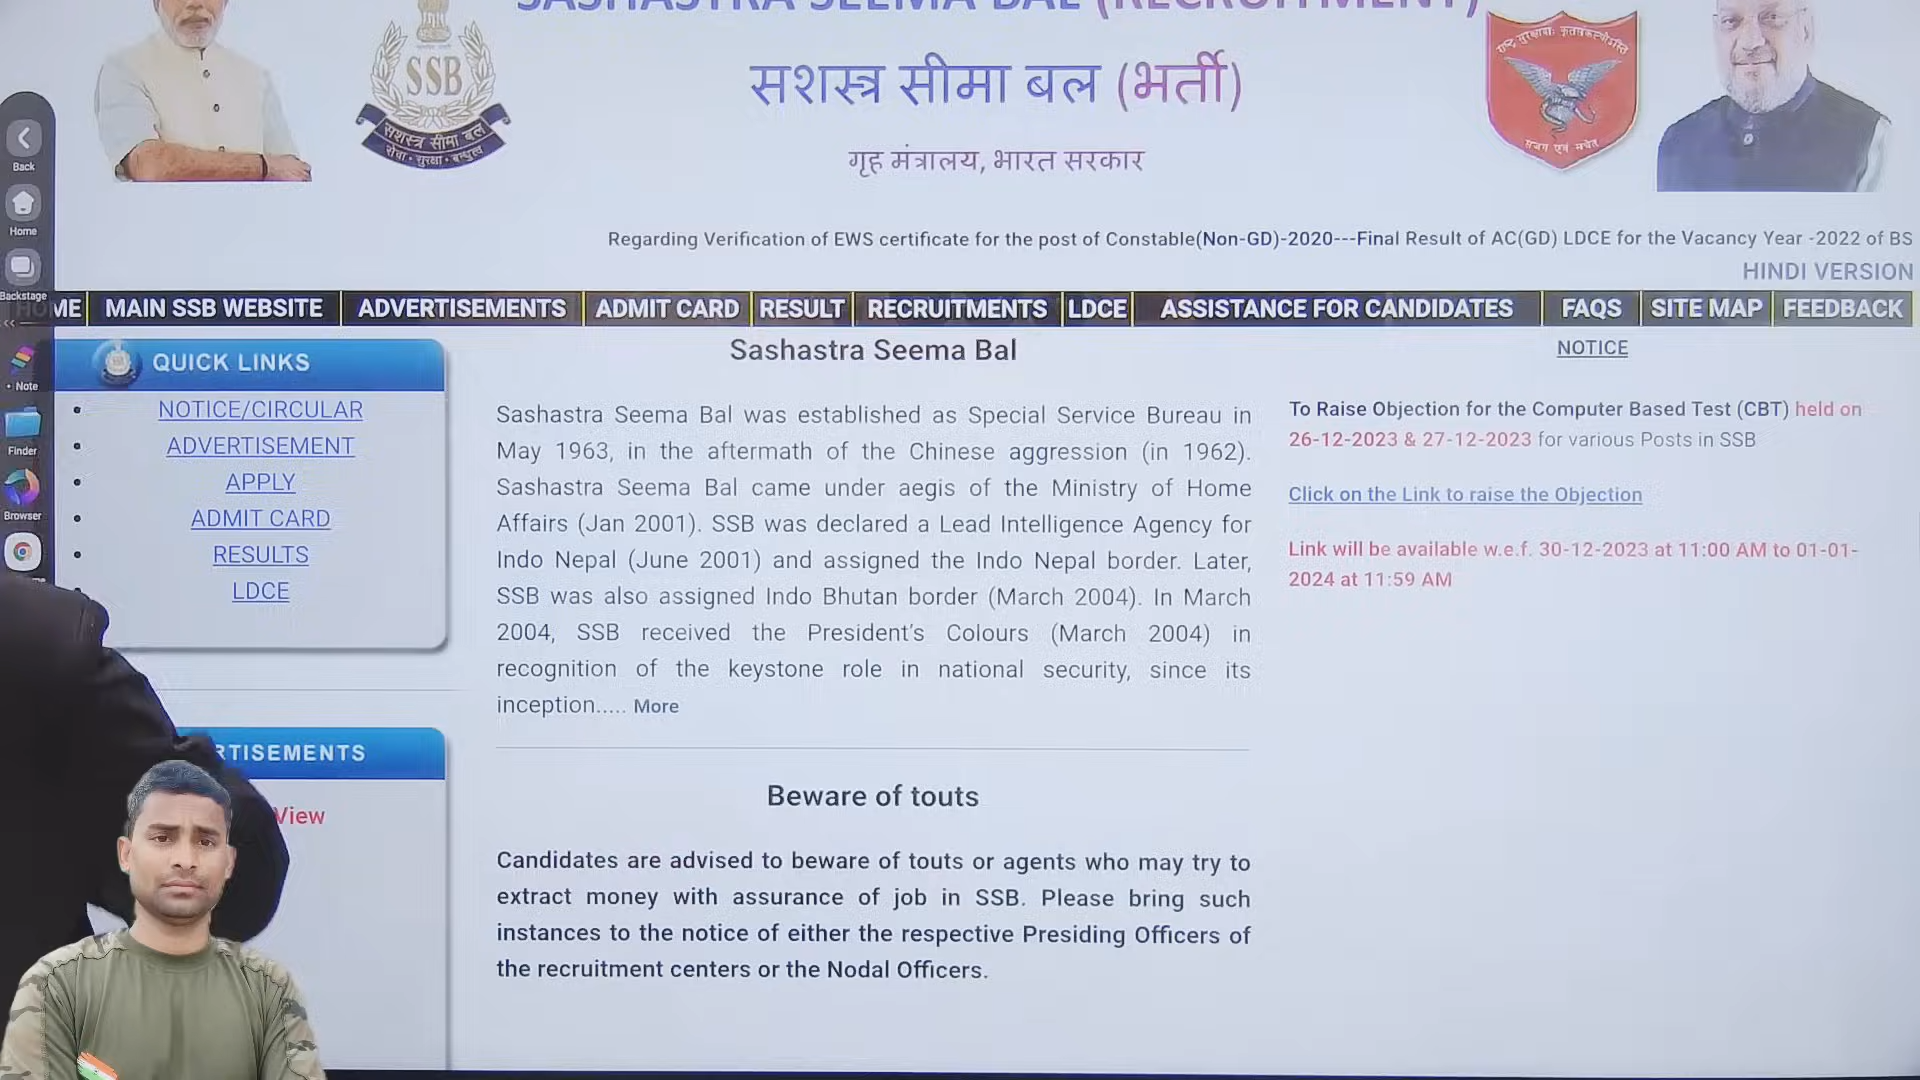 SASHASTRA SEEMA BAL (RECRUITMENT)
SSB
सशस्त्र सीमा बल
सेवा • सुरक्षा • बन्धुत्व
सशस्त्र सीमा बल (भर्ती)
गृह मंत्रालय, भारत सरकार
सजग एवं सचेत
Regarding Verification of EWS certificate for the post of Constable(Non-GD)-2020---Final Result of AC(GD) LDCE for the Vacancy Year -2022 of BS
HINDI VERSION
HOME MAIN SSB WEBSITE ADVERTISEMENTS ADMIT CARD RESULT RECRUITMENTS LDCE ASSISTANCE FOR CANDIDATES FAQS SITE MAP FEEDBACK
Back
Home
Backstage
Note
Finder
Browser
QUICK LINKS
NOTICE/CIRCULAR
ADVERTISEMENT
APPLY
ADMIT CARD
RESULTS
LDCE
RTISEMENTS
View
Sashastra Seema Bal
Sashastra Seema Bal was established as Special Service Bureau in
May 1963, in the aftermath of the Chinese aggression (in 1962).
Sashastra Seema Bal came under aegis of the Ministry of Home
Affairs (Jan 2001). SSB was declared a Lead Intelligence Agency for
Indo Nepal (June 2001) and assigned the Indo Nepal border. Later,
SSB was also assigned Indo Bhutan border (March 2004). In March
2004, SSB received the President's Colours (March 2004) in
recognition of the keystone role in national security, since its
inception..... More
Beware of touts
Candidates are advised to beware of touts or agents who may try to
extract money with assurance of job in SSB. Please bring such
instances to the notice of either the respective Presiding Officers of
the recruitment centers or the Nodal Officers.
NOTICE
To Raise Objection for the Computer Based Test (CBT) held on
26-12-2023 & 27-12-2023 for various Posts in SSB
Click on the Link to raise the Objection
Link will be available w.e.f. 30-12-2023 at 11:00 AM to 01-01-
2024 at 11:59 AM